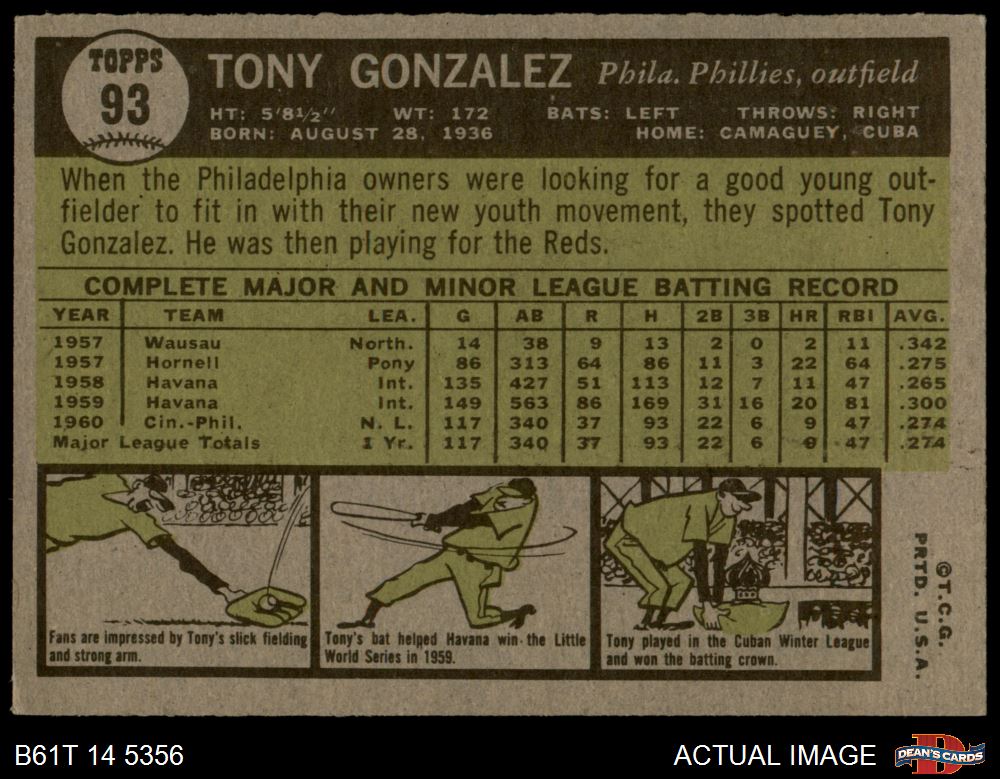 TOPPS
93
TONY GONZALEZ Phila. Phillies, outfield
HT: 5'8 1/2" WT: 172 BATS: LEFT THROWS: RIGHT
BORN: AUGUST 28, 1936 HOME: CAMAGUEY, CUBA
When the Philadelphia owners were looking for a good young out-
fielder to fit in with their new youth movement, they spotted Tony
Gonzalez. He was then playing for the Reds.
COMPLETE MAJOR AND MINOR LEAGUE BATTING RECORD
YEAR TEAM LEA. G AB R H 2B 3B HR RBI AVG.
1957 Wausau North. 14 38 9 13 2 0 2 11 .342
1957 Hornell Pony 86 313 64 86 11 3 22 64 .275
1958 Havana Int. 135 427 51 113 12 7 11 47 .265
1959 Havana Int. 149 563 86 169 31 16 20 81 .300
1960 Cin.-Phil. N. L. 117 340 37 93 22 6 9 47 .274
Major League Totals 1 Yr. 117 340 37 93 22 6 9 47 .274
Fans are impressed by Tony's slick fielding
and strong arm.
Tony's bat helped Havana win the Little
World Series in 1959.
Tony played in the Cuban Winter League
and won the batting crown.
©T.C.G.
PRTD. U.S.A.
B61T 14 5356 ACTUAL IMAGE
D
DEAN'S CARDS